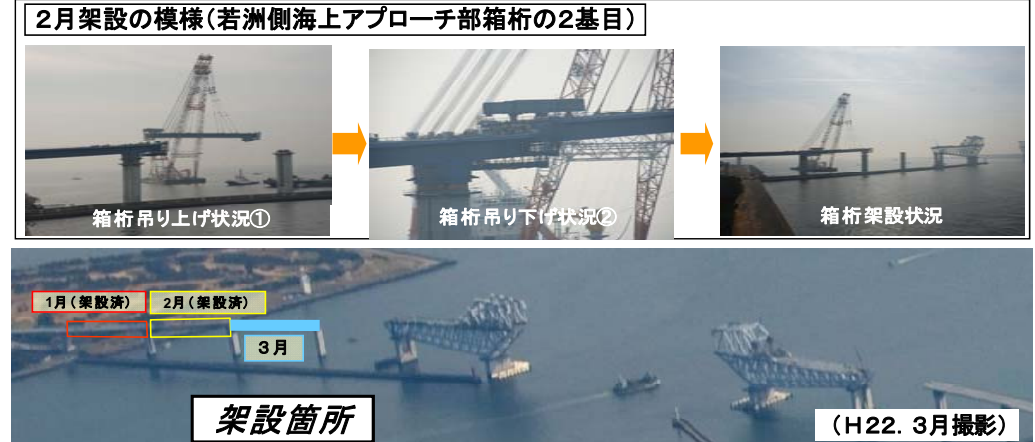 2月架設の模様(若洲側海上アプローチ部箱桁の2基目)
箱桁吊り上げ状況①
箱桁吊り下げ状況②
箱桁架設状況
1月(架設済)
2月(架設済)
3月
架設箇所
(H22. 3月撮影)